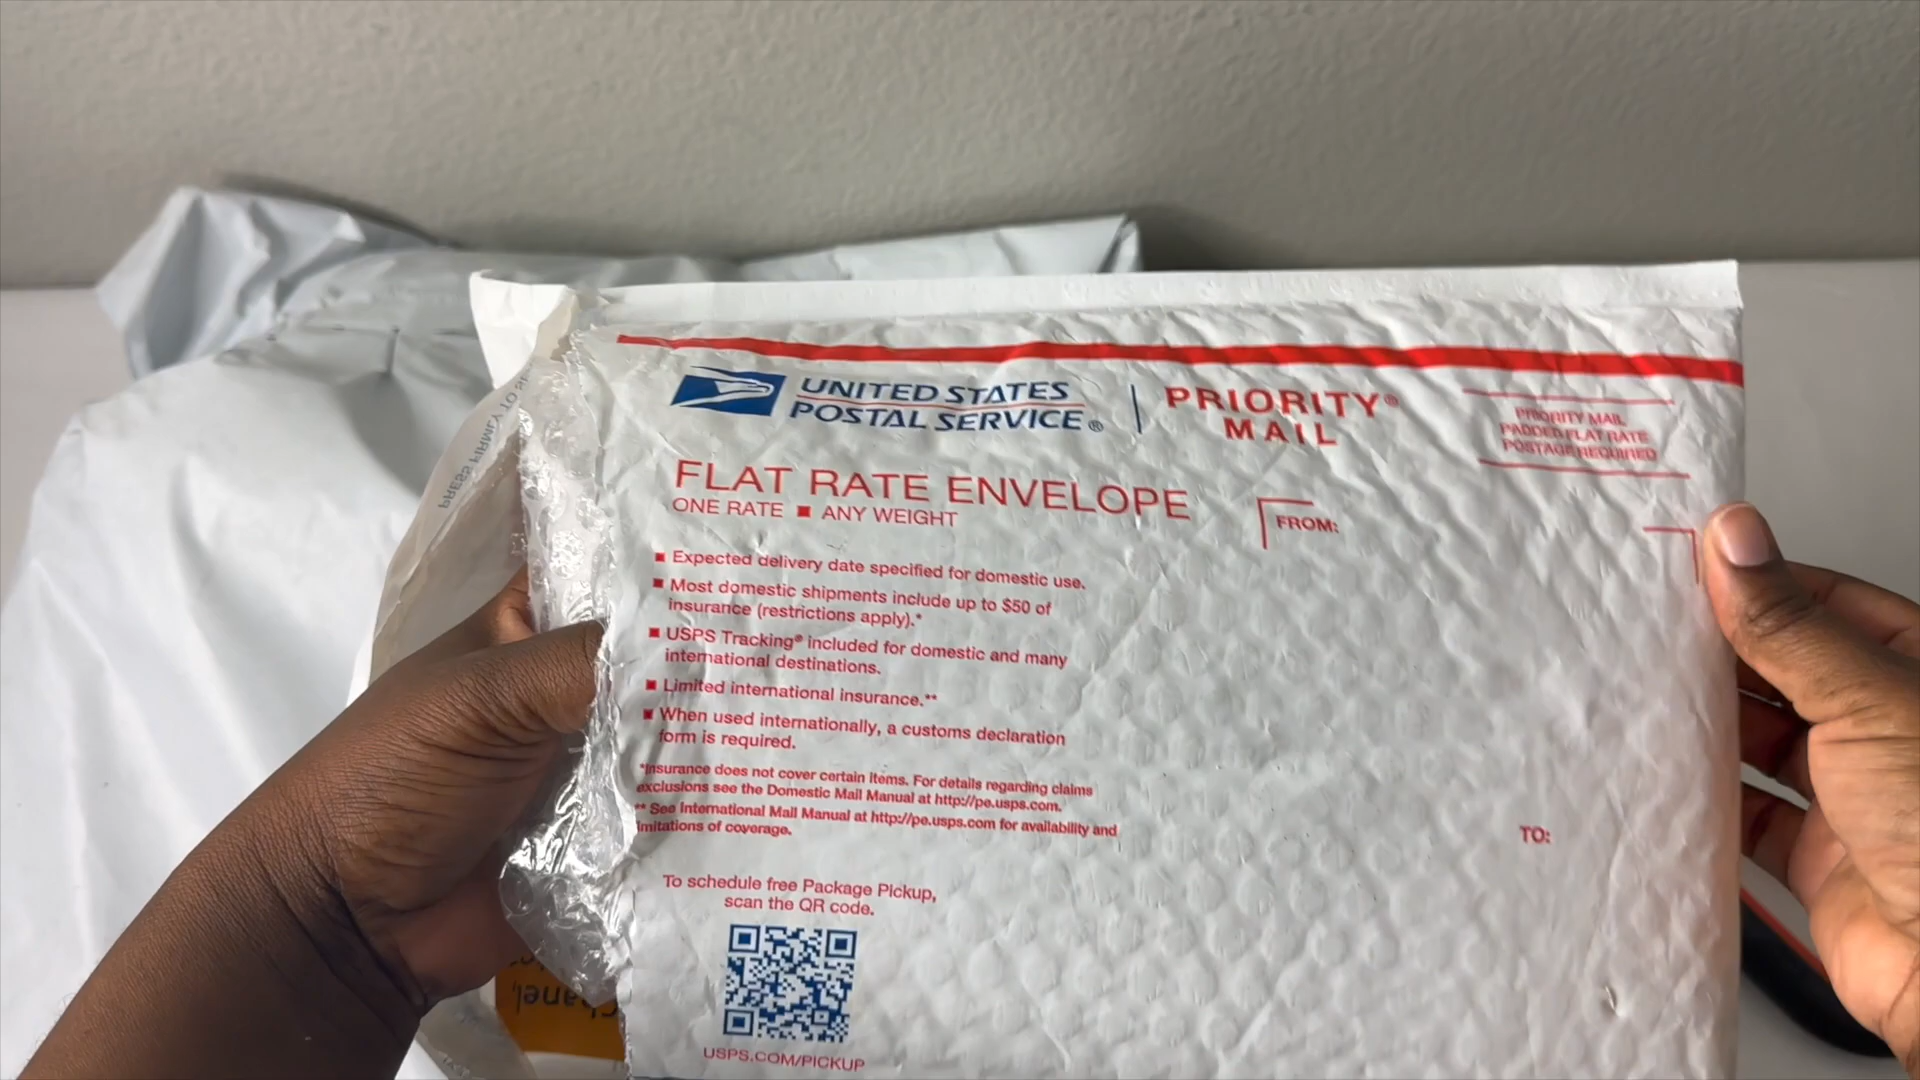 UNITED STATES
POSTAL SERVICE®
PRIORITY®
MAIL
PRIORITY MAIL
PADDED FLAT RATE
POSTAGE REQUIRED
FLAT RATE ENVELOPE
ONE RATE ■ ANY WEIGHT
FROM:
PRESS FIRMLY TO
■ Expected delivery date specified for domestic use.
■ Most domestic shipments include up to $50 of
insurance (restrictions apply).*
■ USPS Tracking® included for domestic and many
international destinations.
■ Limited international insurance.**
■ When used internationally, a customs declaration
form is required.
*Insurance does not cover certain items. For details regarding claims
exclusions see the Domestic Mail Manual at http://pe.usps.com.
** See International Mail Manual at http://pe.usps.com for availability and
limitations of coverage.
TO:
To schedule free Package Pickup,
scan the QR code.
USPS.COM/PICKUP